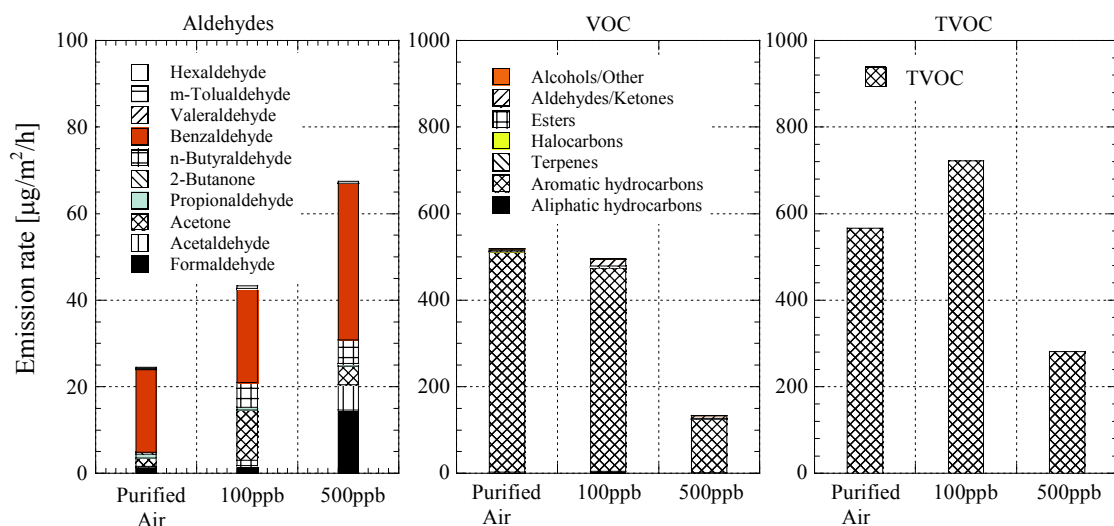 Aldehydes
Emission rate [μg/m²/h]
100
80
60
40
20
0
Hexaldehyde
m-Tolualdehyde
Valeraldehyde
Benzaldehyde
n-Butyraldehyde
2-Butanone
Propionaldehyde
Acetone
Acetaldehyde
Formaldehyde
Purified
Air
100ppb
500ppb
VOC
1000
800
600
400
200
0
Alcohols/Other
Aldehydes/Ketones
Esters
Halocarbons
Terpenes
Aromatic hydrocarbons
Aliphatic hydrocarbons
Purified
Air
100ppb
500ppb
TVOC
1000
800
600
400
200
0
TVOC
Purified
Air
100ppb
500ppb